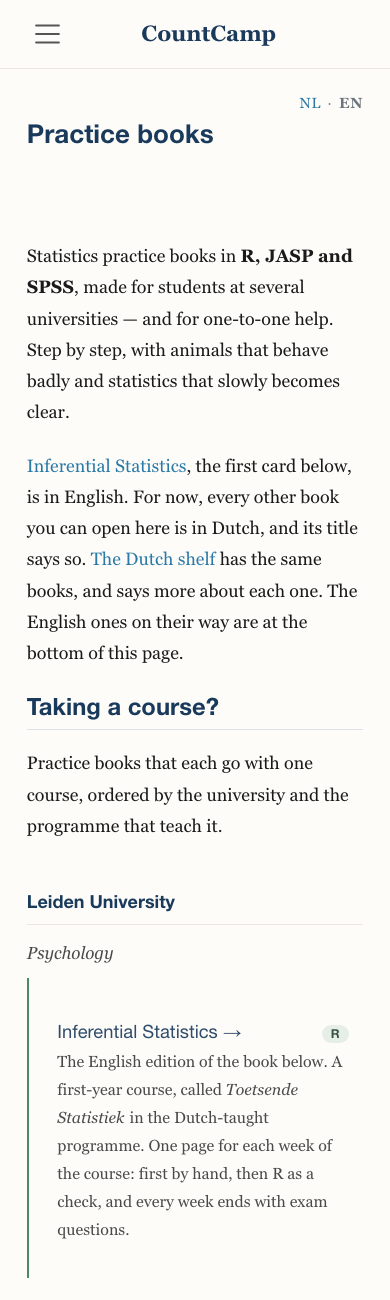 CountCamp
NL · EN
Practice books
Statistics practice books in R, JASP and
SPSS, made for students at several
universities — and for one-to-one help.
Step by step, with animals that behave
badly and statistics that slowly becomes
clear.
Inferential Statistics, the first card below,
is in English. For now, every other book
you can open here is in Dutch, and its title
says so. The Dutch shelf has the same
books, and says more about each one. The
English ones on their way are at the
bottom of this page.
Taking a course?
Practice books that each go with one
course, ordered by the university and the
programme that teach it.
Leiden University
Psychology
Inferential Statistics → R
The English edition of the book below. A
first-year course, called Toetsende
Statistiek in the Dutch-taught
programme. One page for each week of
the course: first by hand, then R as a
check, and every week ends with exam
questions.